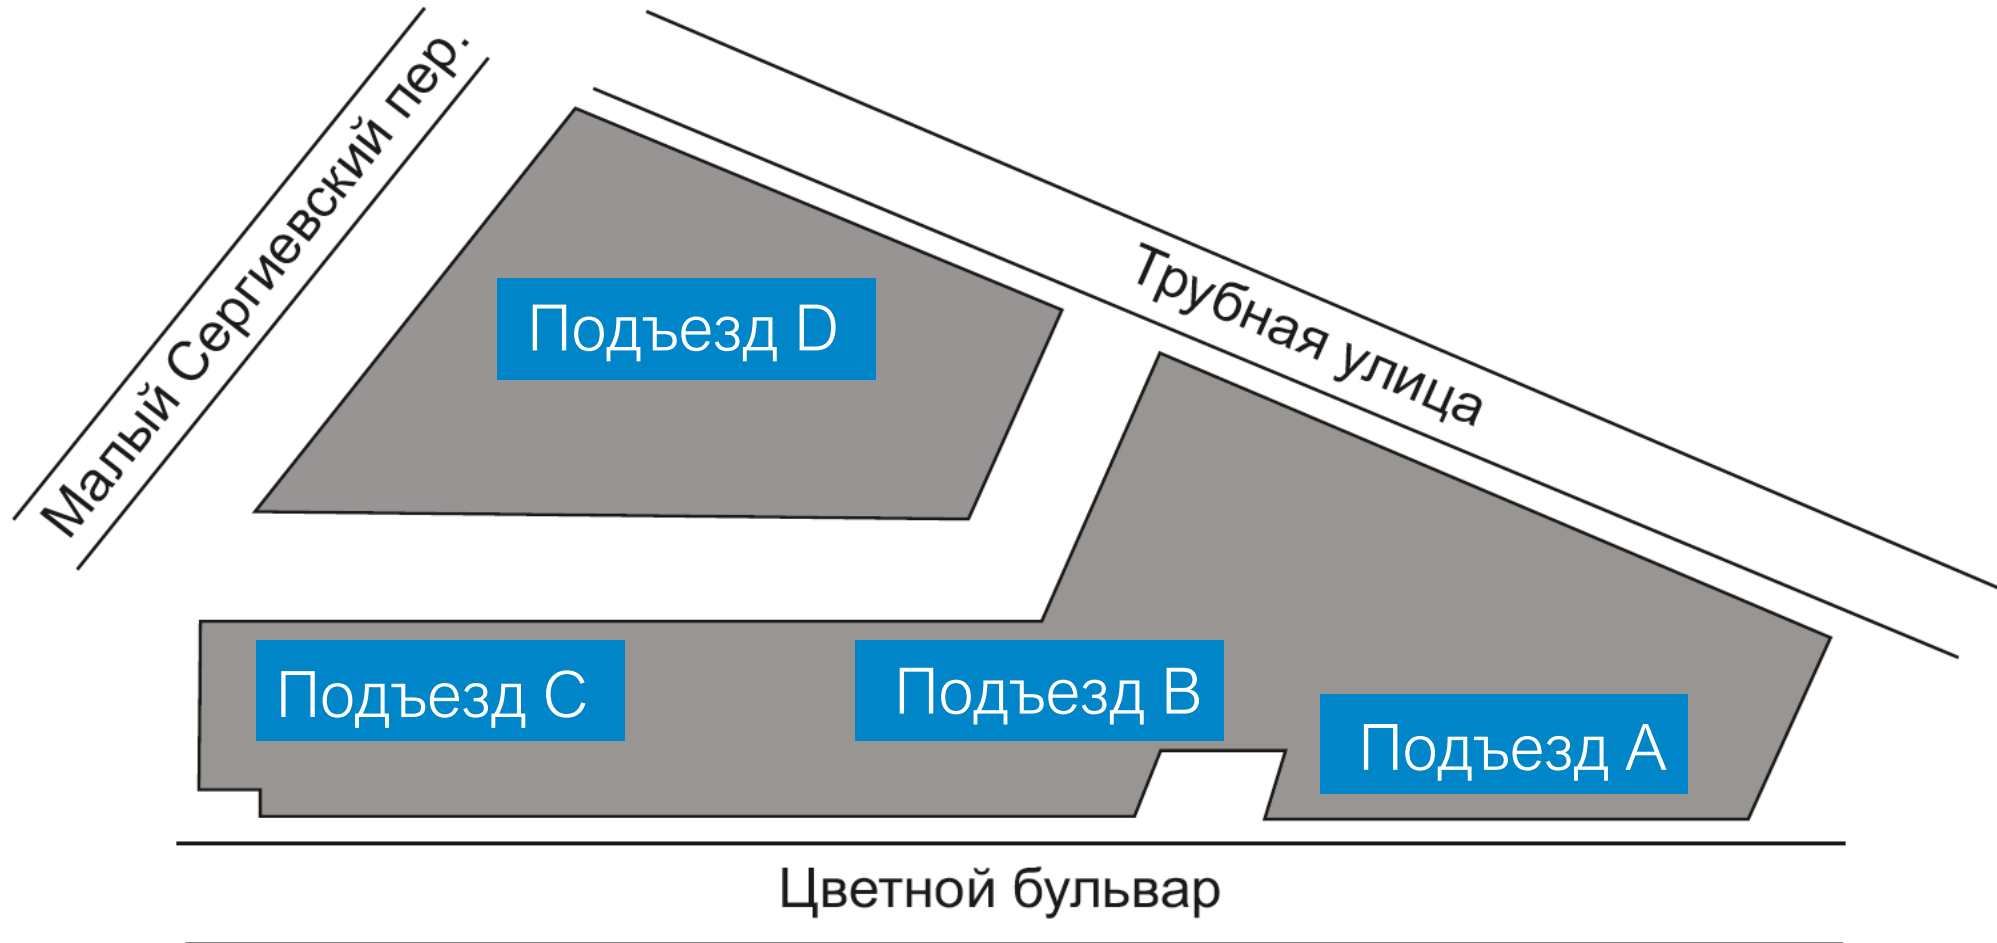 Малый Сергиевский пер.
Трубная улица
Подъезд D
Подъезд C
Подъезд B
Подъезд A
Цветной бульвар